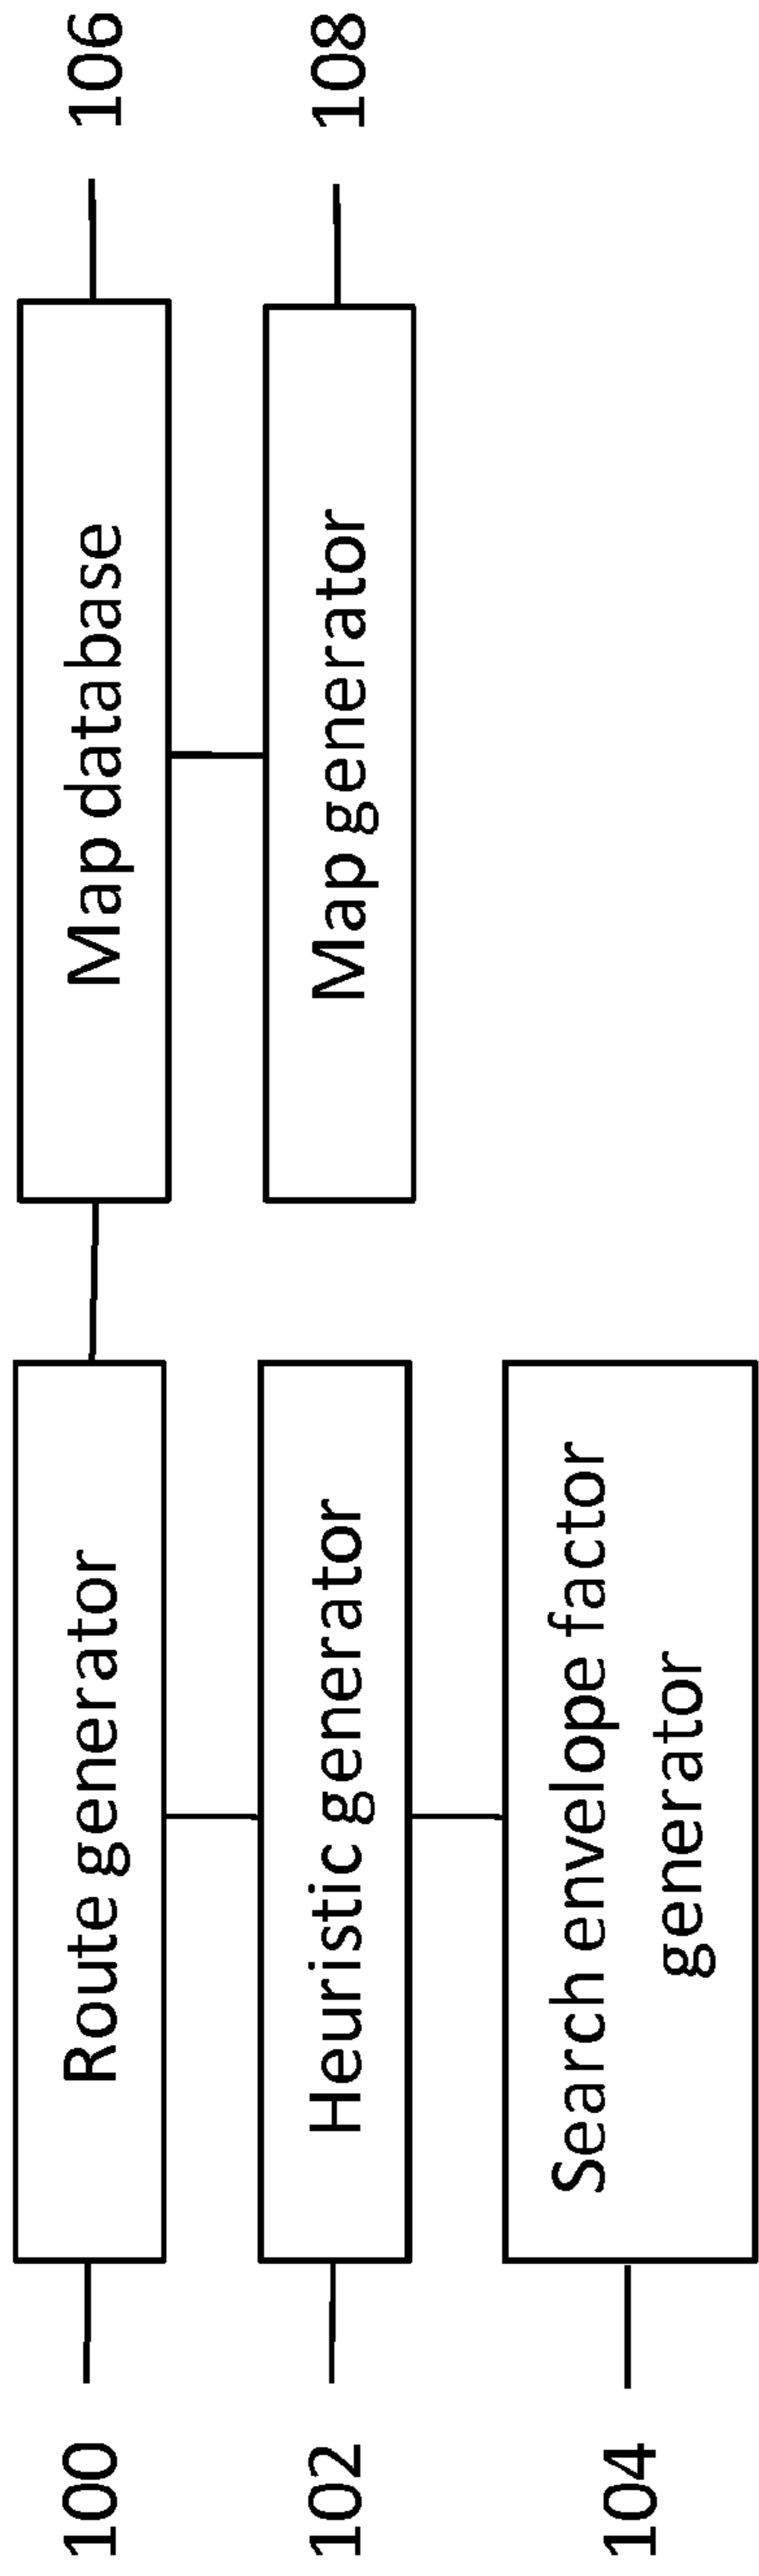 100
Route generator
Map database
106
102
Heuristic generator
Map generator
108
104
Search envelope factor
generator